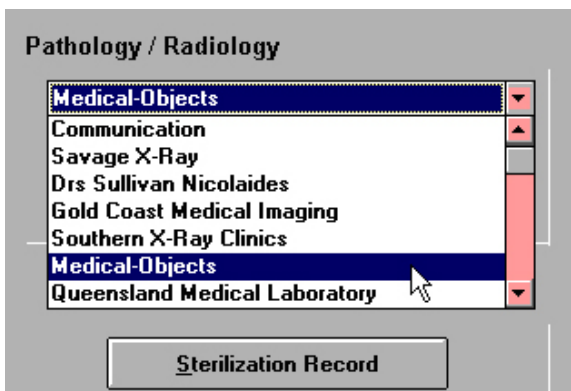 Pathology / Radiology
Medical-Objects
Communication
Savage X-Ray
Drs Sullivan Nicolaides
Gold Coast Medical Imaging
Southern X-Ray Clinics
Medical-Objects
Queensland Medical Laboratory
Sterilization Record